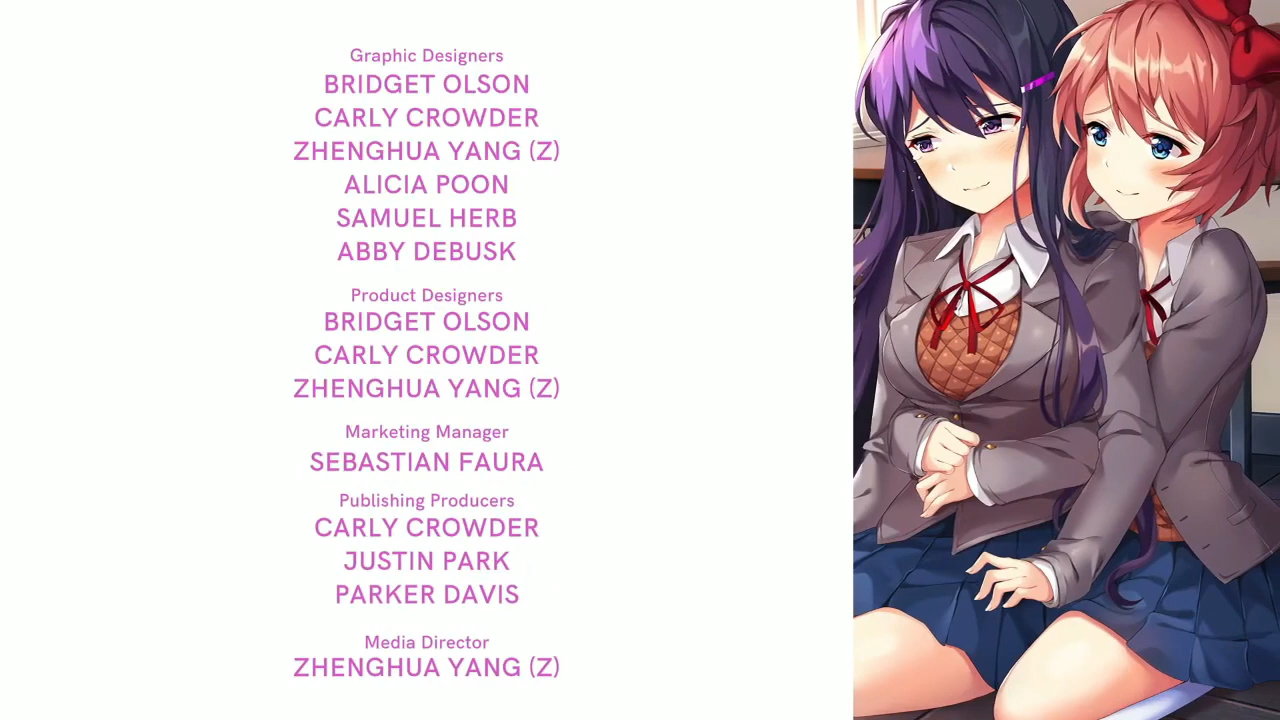 Graphic Designers
BRIDGET OLSON
CARLY CROWDER
ZHENGHUA YANG (Z)
ALICIA POON
SAMUEL HERB
ABBY DEBUSK
Product Designers
BRIDGET OLSON
CARLY CROWDER
ZHENGHUA YANG (Z)
Marketing Manager
SEBASTIAN FAURA
Publishing Producers
CARLY CROWDER
JUSTIN PARK
PARKER DAVIS
Media Director
ZHENGHUA YANG (Z)